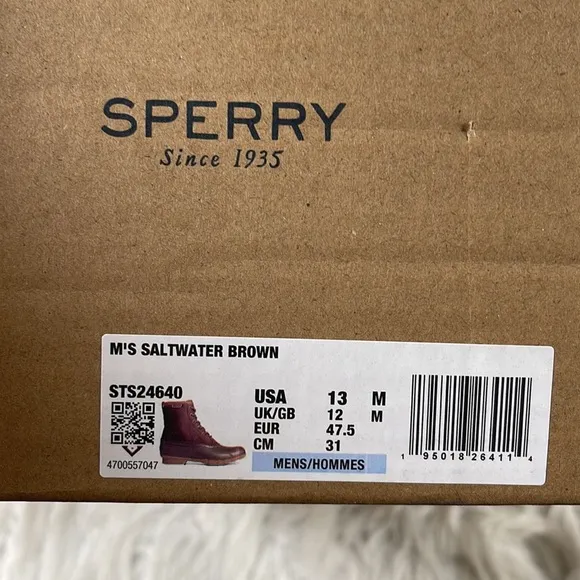 SPERRY
Since 1935
M'S SALTWATER BROWN
STS24640
USA 13 M
UK/GB 12 M
EUR 47.5
CM 31
MENS/HOMMES
4700557047
1 95018 26411 4